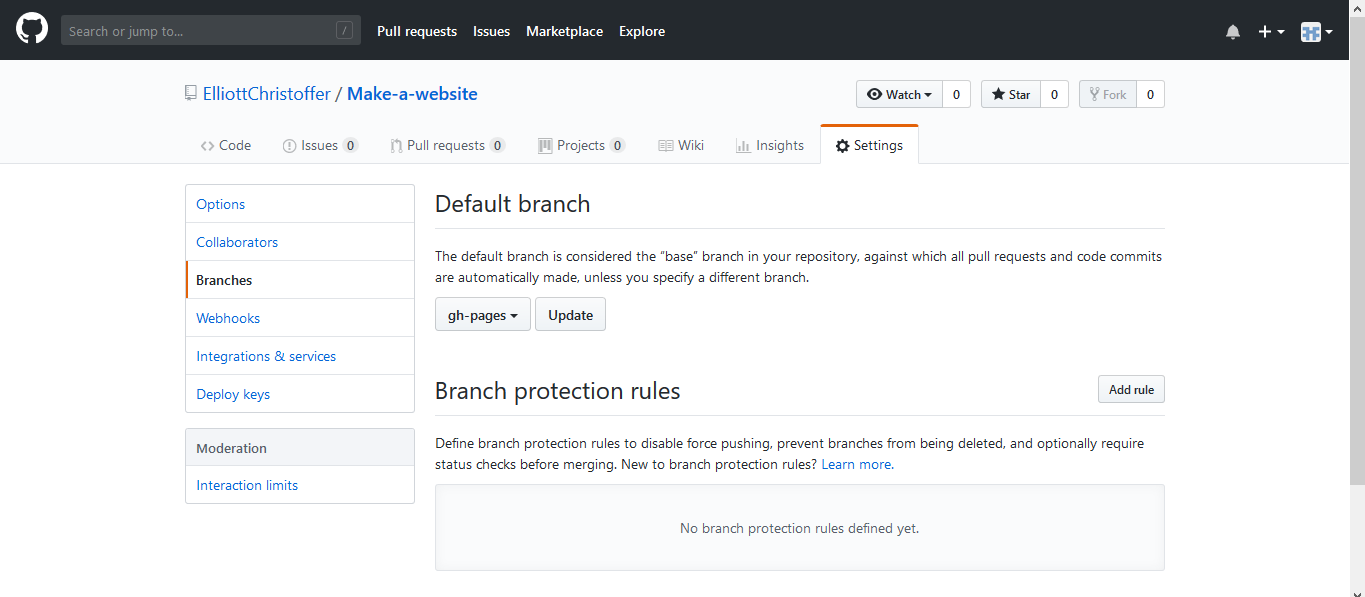 Search or jump to... /
Pull requests Issues Marketplace Explore
ElliottChristoffer / Make-a-website
Watch 0 Star 0 Fork 0
Code Issues 0 Pull requests 0 Projects 0 Wiki Insights Settings
Options
Collaborators
Branches
Webhooks
Integrations & services
Deploy keys
Moderation
Interaction limits
Default branch
The default branch is considered the “base” branch in your repository, against which all pull requests and code commits
are automatically made, unless you specify a different branch.
gh-pages Update
Branch protection rules Add rule
Define branch protection rules to disable force pushing, prevent branches from being deleted, and optionally require
status checks before merging. New to branch protection rules? Learn more.
No branch protection rules defined yet.